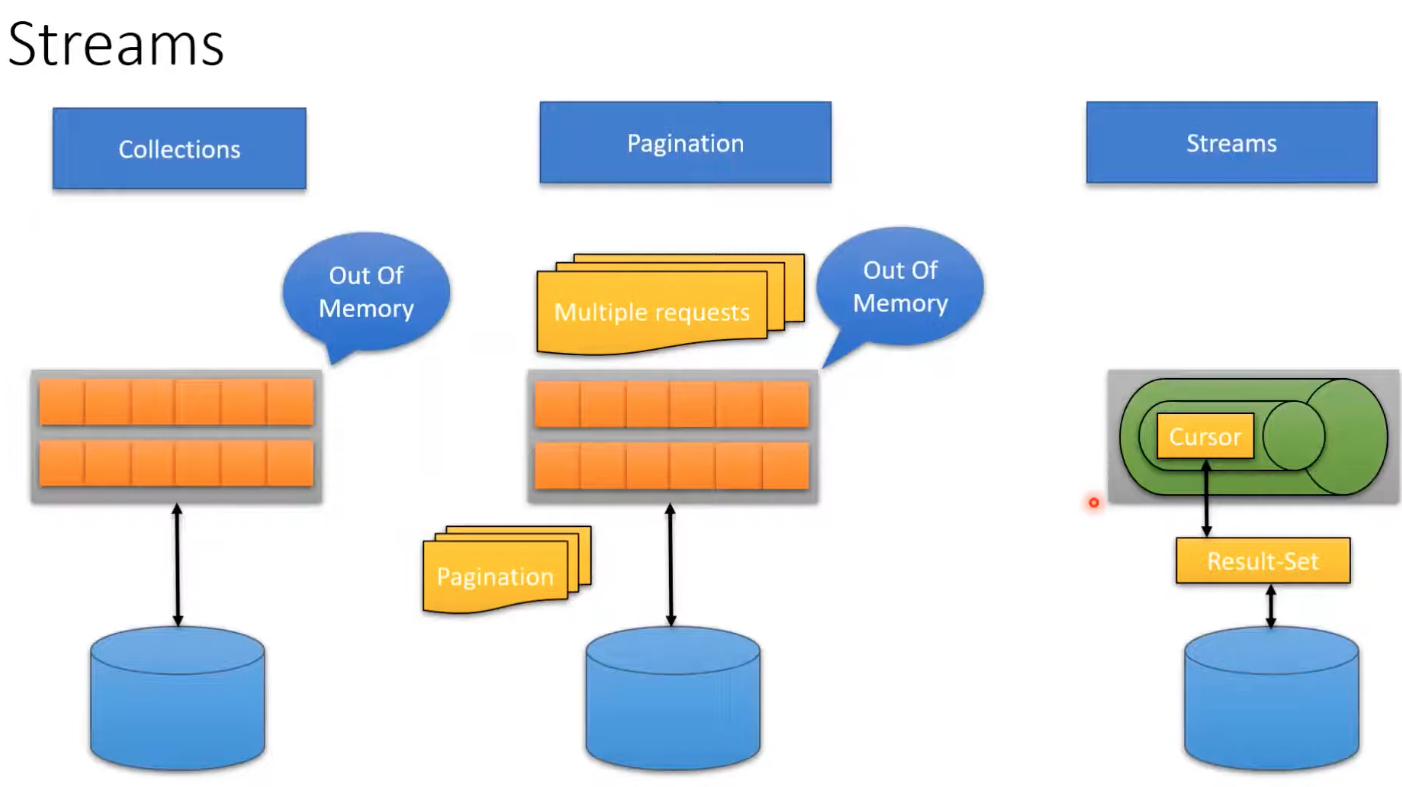 Streams
Collections
Pagination
Streams
Out Of
Memory
Multiple requests
Out Of
Memory
Cursor
Pagination
Result-Set